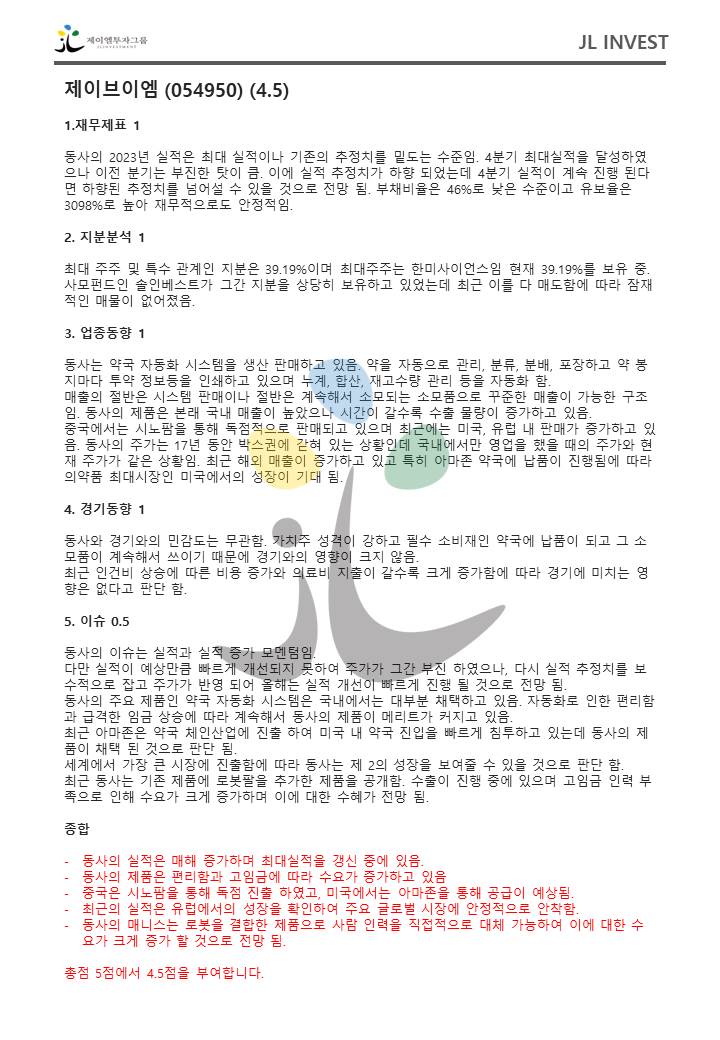 제이엘투자그룹
JL INVESTMENT
JL INVEST
제이브이엠 (054950) (4.5)
1.재무제표 1
동사의 2023년 실적은 최대 실적이나 기존의 추정치를 밑도는 수준임. 4분기 최대실적을 달성하였
으나 이전 분기는 부진한 탓이 큼. 이에 실적 추정치가 하향 되었는데 4분기 실적이 계속 진행 된다
면 하향된 추정치를 넘어설 수 있을 것으로 전망 됨. 부채비율은 46%로 낮은 수준이고 유보율은
3098%로 높아 재무적으로도 안정적임.
2. 지분분석 1
최대 주주 및 특수 관계인 지분은 39.19%이며 최대주주는 한미사이언스임 현재 39.19%를 보유 중.
사모펀드인 솔인베스트가 그간 지분을 상당히 보유하고 있었는데 최근 이를 다 매도함에 따라 잠재
적인 매물이 없어졌음.
3. 업종동향 1
동사는 약국 자동화 시스템을 생산 판매하고 있음. 약을 자동으로 관리, 분류, 분배, 포장하고 약 봉
지마다 투약 정보등을 인쇄하고 있으며 누계, 합산, 재고수량 관리 등을 자동화 함.
매출의 절반은 시스템 판매이나 절반은 계속해서 소모되는 소모품으로 꾸준한 매출이 가능한 구조
임. 동사의 제품은 본래 국내 매출이 높았으나 시간이 갈수록 수출 물량이 증가하고 있음.
중국에서는 시노팜을 통해 독점적으로 판매되고 있으며 최근에는 미국, 유럽 내 판매가 증가하고 있
음. 동사의 주가는 17년 동안 박스권에 갇혀 있는 상황인데 국내에서만 영업을 했을 때의 주가와 현
재 주가가 같은 상황임. 최근 해외 매출이 증가하고 있고 특히 아마존 약국에 납품이 진행됨에 따라
의약품 최대시장인 미국에서의 성장이 기대 됨.
4. 경기동향 1
동사와 경기와의 민감도는 무관함. 가치주 성격이 강하고 필수 소비재인 약국에 납품이 되고 그 소
모품이 계속해서 쓰이기 때문에 경기와의 영향이 크지 않음.
최근 인건비 상승에 따른 비용 증가와 의료비 지출이 갈수록 크게 증가함에 따라 경기에 미치는 영
향은 없다고 판단 함.
5. 이슈 0.5
동사의 이슈는 실적과 실적 증가 모멘텀임.
다만 실적이 예상만큼 빠르게 개선되지 못하여 주가가 그간 부진 하였으나, 다시 실적 추정치를 보
수적으로 잡고 주가가 반영 되어 올해는 실적 개선이 빠르게 진행 될 것으로 전망 됨.
동사의 주요 제품인 약국 자동화 시스템은 국내에서는 대부분 채택하고 있음. 자동화로 인한 편리함
과 급격한 임금 상승에 따라 계속해서 동사의 제품이 메리트가 커지고 있음.
최근 아마존은 약국 체인산업에 진출 하여 미국 내 약국 진입을 빠르게 침투하고 있는데 동사의 제
품이 채택 된 것으로 판단 됨.
세계에서 가장 큰 시장에 진출함에 따라 동사는 제 2의 성장을 보여줄 수 있을 것으로 판단 함.
최근 동사는 기존 제품에 로봇팔을 추가한 제품을 공개함. 수출이 진행 중에 있으며 고임금 인력 부
족으로 인해 수요가 크게 증가하며 이에 대한 수혜가 전망 됨.
종합
- 동사의 실적은 매해 증가하며 최대실적을 갱신 중에 있음.
- 동사의 제품은 편리함과 고임금에 따라 수요가 증가하고 있음
- 중국은 시노팜을 통해 독점 진출 하였고, 미국에서는 아마존을 통해 공급이 예상됨.
- 최근의 실적은 유럽에서의 성장을 확인하여 주요 글로벌 시장에 안정적으로 안착함.
- 동사의 매니스는 로봇을 결합한 제품으로 사람 인력을 직접적으로 대체 가능하여 이에 대한 수
요가 크게 증가 할 것으로 전망 됨.
총점 5점에서 4.5점을 부여합니다.